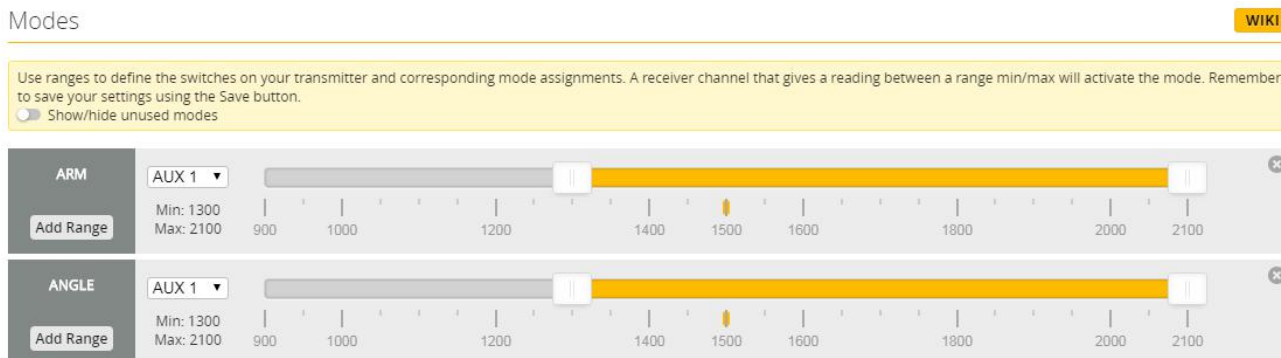 Modes
WIKI
Use ranges to define the switches on your transmitter and corresponding mode assignments. A receiver channel that gives a reading between a range min/max will activate the mode. Remember
to save your settings using the Save button.
Show/hide unused modes
ARM
AUX 1
Min: 1300
Max: 2100
Add Range
900 1000 1200 1400 1500 1600 1800 2000 2100
ANGLE
AUX 1
Min: 1300
Max: 2100
Add Range
900 1000 1200 1400 1500 1600 1800 2000 2100